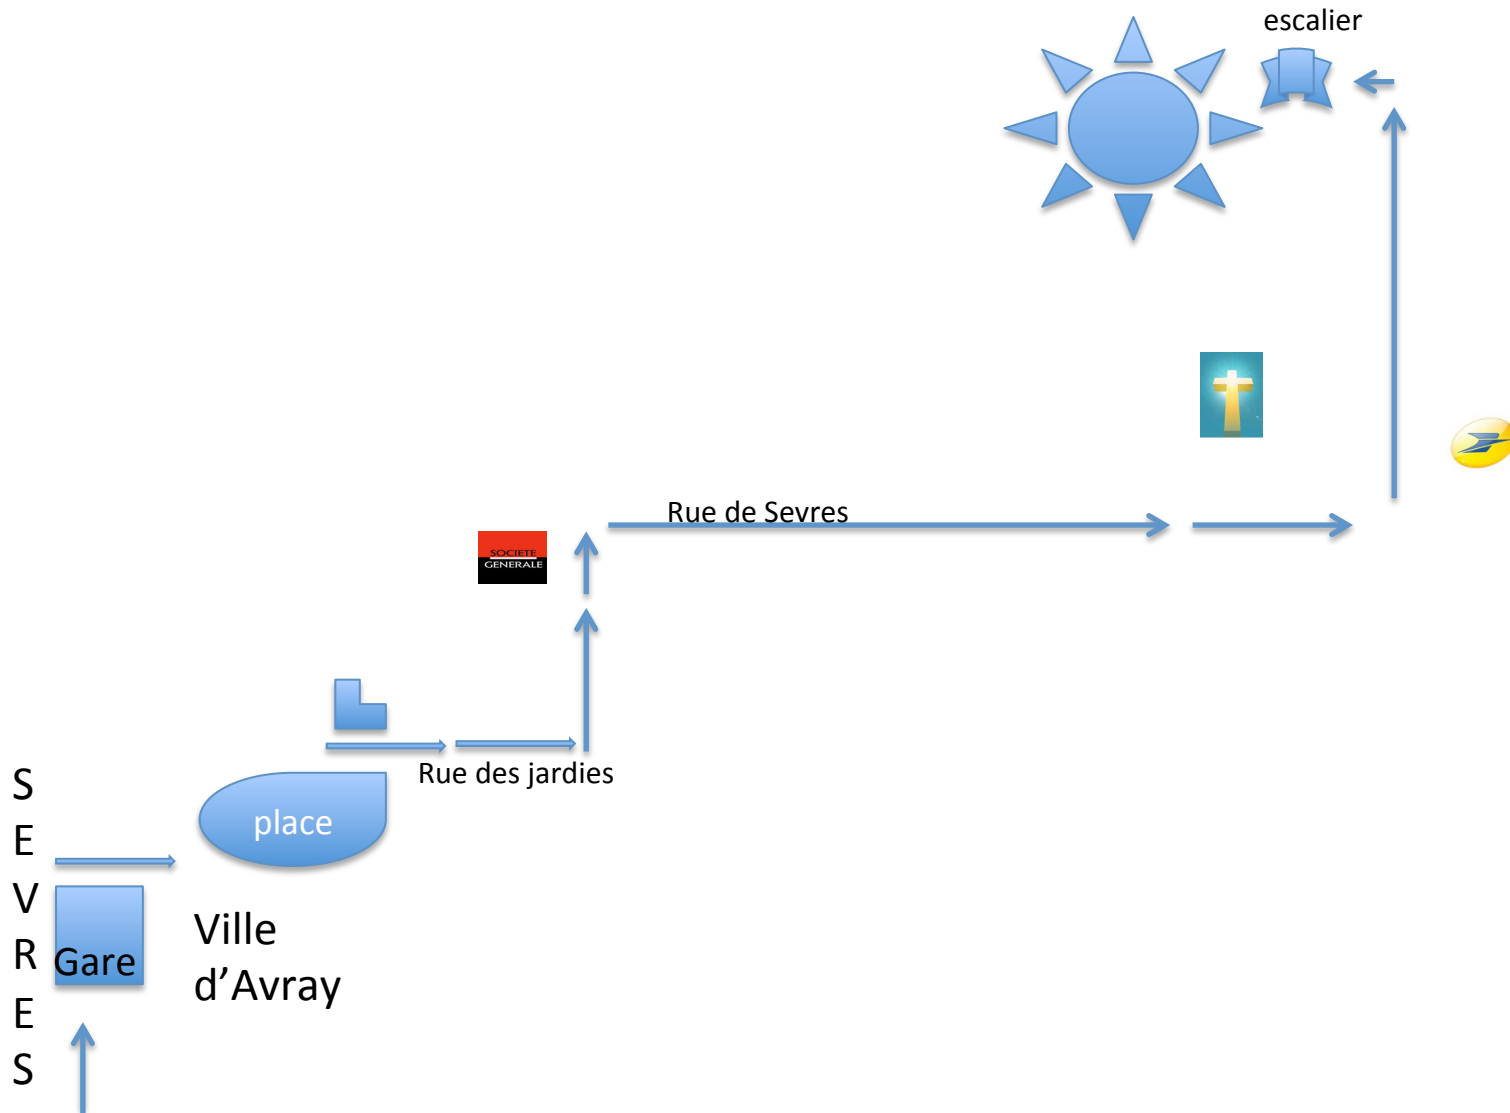 escalier
Rue de Sevres
SOCIETE
GENERALE
Rue des jardies
place
S
E
V
R
E
S
Gare
Ville
d’Avray